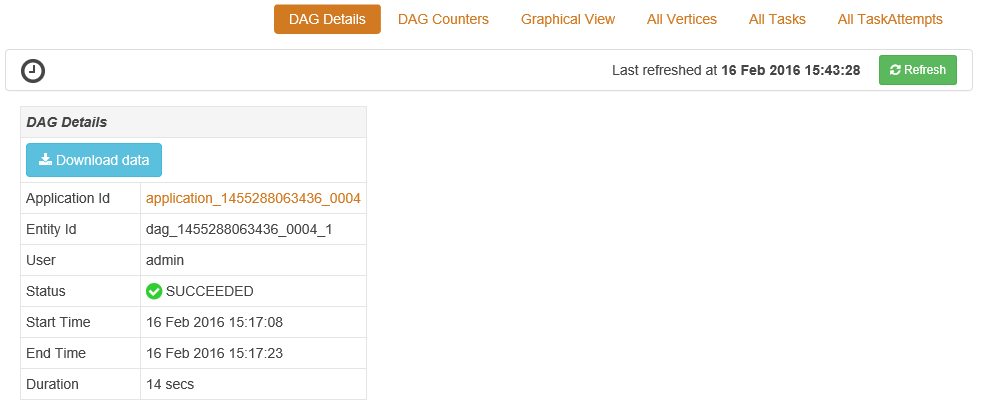 DAG Details DAG Counters Graphical View All Vertices All Tasks All TaskAttempts
Last refreshed at 16 Feb 2016 15:43:28 Refresh
DAG Details
Download data
Application Id application_1455288063436_0004
Entity Id dag_1455288063436_0004_1
User admin
Status SUCCEEDED
Start Time 16 Feb 2016 15:17:08
End Time 16 Feb 2016 15:17:23
Duration 14 secs